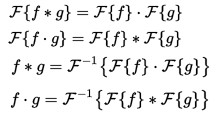 ℱ{f ∗ g} = ℱ{f} · ℱ{g}
ℱ{f · g} = ℱ{f} ∗ ℱ{g}
f ∗ g = ℱ⁻¹{ℱ{f} · ℱ{g}}
f · g = ℱ⁻¹{ℱ{f} ∗ ℱ{g}}